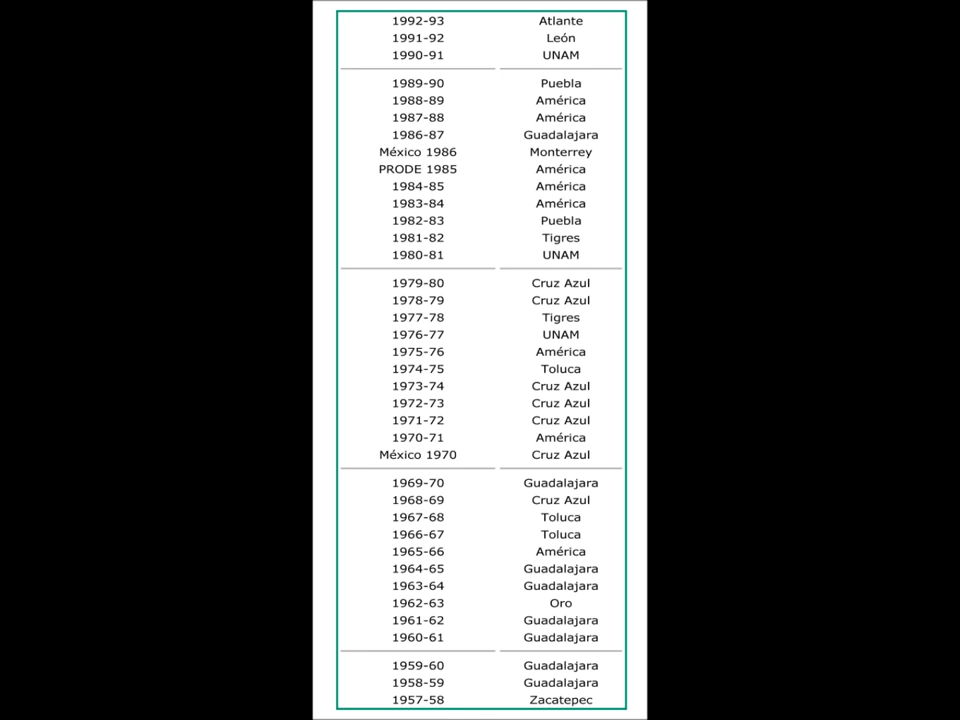 1992-93 Atlante
1991-92 León
1990-91 UNAM
1989-90 Puebla
1988-89 América
1987-88 América
1986-87 Guadalajara
México 1986 Monterrey
PRODE 1985 América
1984-85 América
1983-84 América
1982-83 Puebla
1981-82 Tigres
1980-81 UNAM
1979-80 Cruz Azul
1978-79 Cruz Azul
1977-78 Tigres
1976-77 UNAM
1975-76 América
1974-75 Toluca
1973-74 Cruz Azul
1972-73 Cruz Azul
1971-72 Cruz Azul
1970-71 América
México 1970 Cruz Azul
1969-70 Guadalajara
1968-69 Cruz Azul
1967-68 Toluca
1966-67 Toluca
1965-66 América
1964-65 Guadalajara
1963-64 Guadalajara
1962-63 Oro
1961-62 Guadalajara
1960-61 Guadalajara
1959-60 Guadalajara
1958-59 Guadalajara
1957-58 Zacatepec